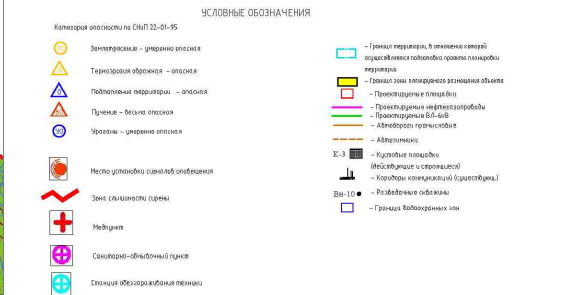 УСЛОВНЫЕ ОБОЗНАЧЕНИЯ
Категория опасности по СНиП 22-01-95
Землетрясение - умеренно опасная
Термоэрозия овражная - опасная
Подтопление территории - опасная
Пучение - весьма опасная
Ураганы - умеренно опасная
Место установки сигналов оповещения
Зона слышимости сирены
Медпункт
Санитарно-обмывочный пункт
Станция обеззараживания техники
- Граница территории, в отношении которой
осуществляется подготовка проекта планировки
территории
- Граница зоны планируемого размещения объекта
- Проектируемые площадки
- Проектируемые нефтегазопроводы
- Проектируемые ВЛ-6кВ
- Автодороги промысловые
- Автозимники
К-3 - Кустовые площадки
(действующие и строящиеся)
- Коридоры коммуникаций (существующ.)
Вн-10 - Разведочные скважины
- Граница водоохранных зон